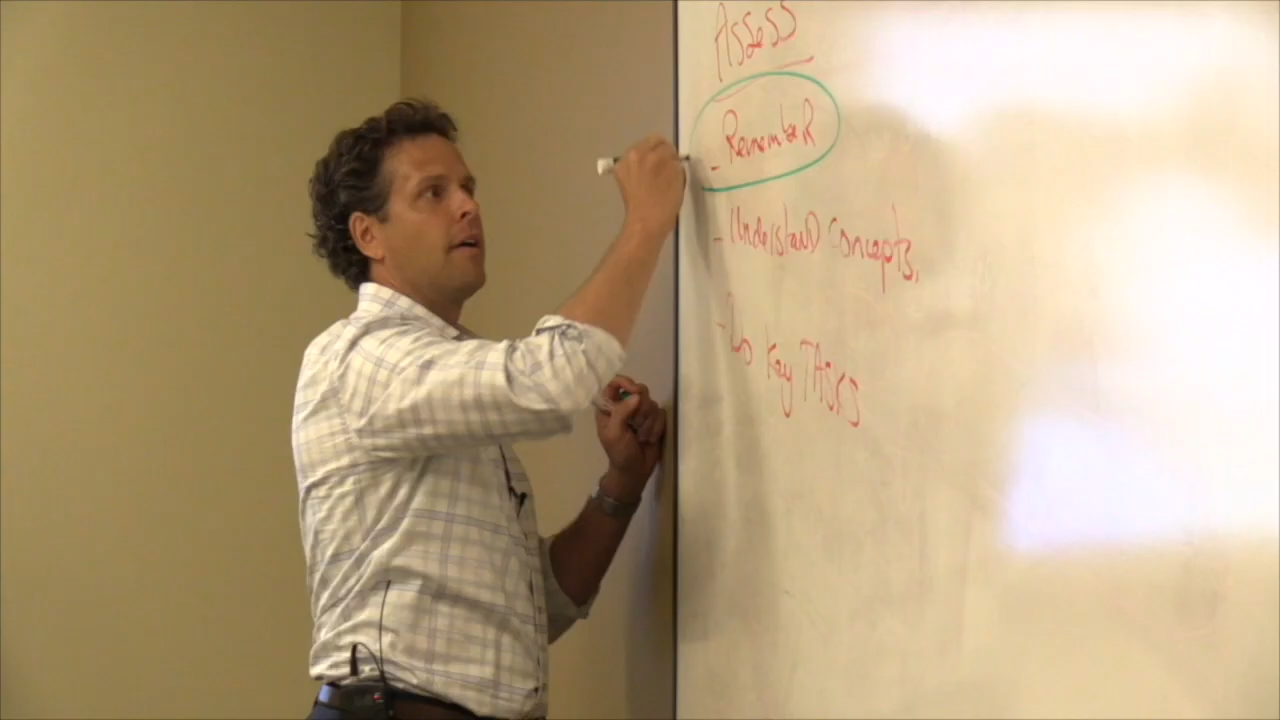 Assess
- RemembeR
- UnderstanD concepts.
- Do Key TASKS